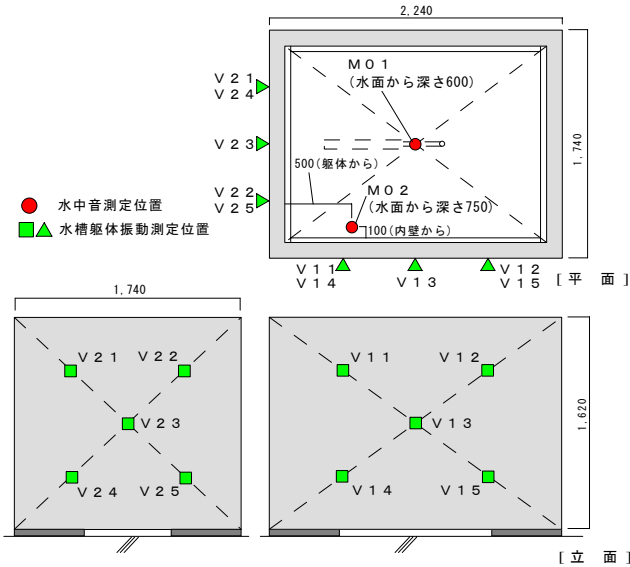 2,240
M01
(水面から深さ600)
V21
V24
V23
1,740
500(躯体から)
V22
V25
M02
(水面から深さ750)
100(内壁から)
水中音測定位置
水槽躯体振動測定位置
V11
V14
V13
V12
V15
[平 面]
1,740
V21
V22
V23
V24
V25
V11
V12
V13
V14
V15
1,620
[立 面]